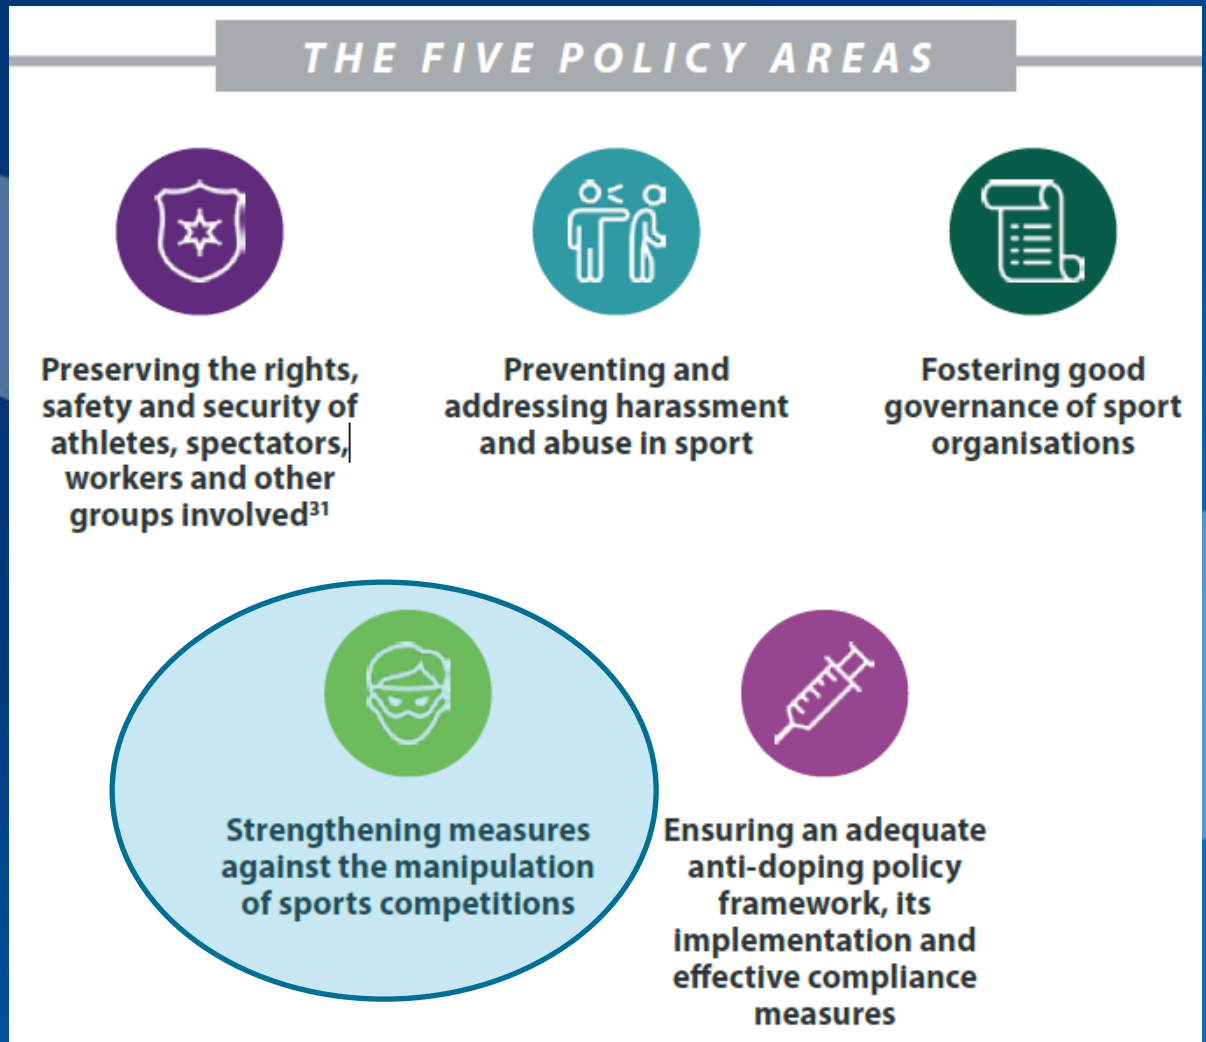 THE FIVE POLICY AREAS
Preserving the rights,
safety and security of
athletes, spectators,
workers and other
groups involved³¹
Preventing and
addressing harassment
and abuse in sport
Fostering good
governance of sport
organisations
Strengthening measures
against the manipulation
of sports competitions
Ensuring an adequate
anti-doping policy
framework, its
implementation and
effective compliance
measures